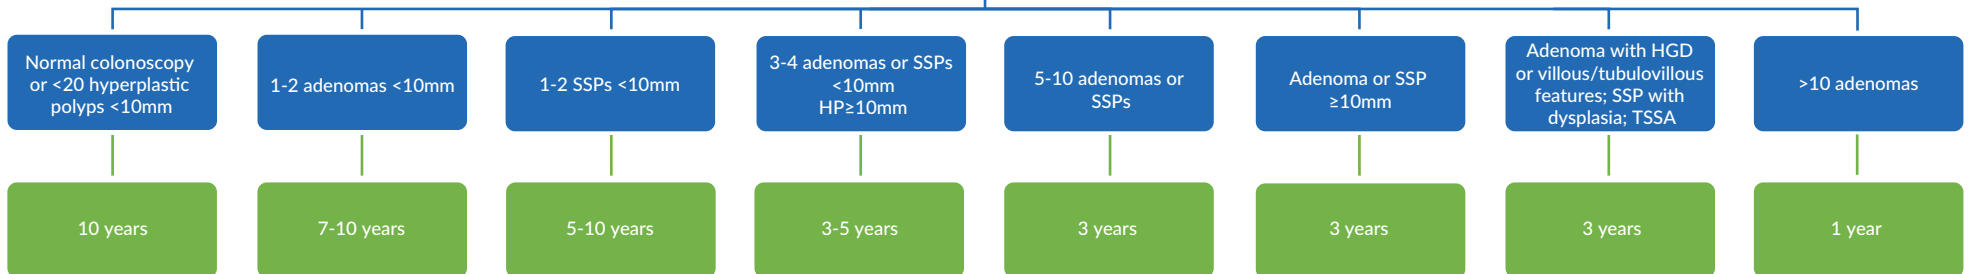 Normal colonoscopy
or <20 hyperplastic
polyps <10mm
1-2 adenomas <10mm
1-2 SSPs <10mm
3-4 adenomas or SSPs
<10mm
HP≥10mm
5-10 adenomas or
SSPs
Adenoma or SSP
≥10mm
Adenoma with HGD
or villous/tubulovillous
features; SSP with
dysplasia; TSSA
>10 adenomas
10 years
7-10 years
5-10 years
3-5 years
3 years
3 years
3 years
1 year